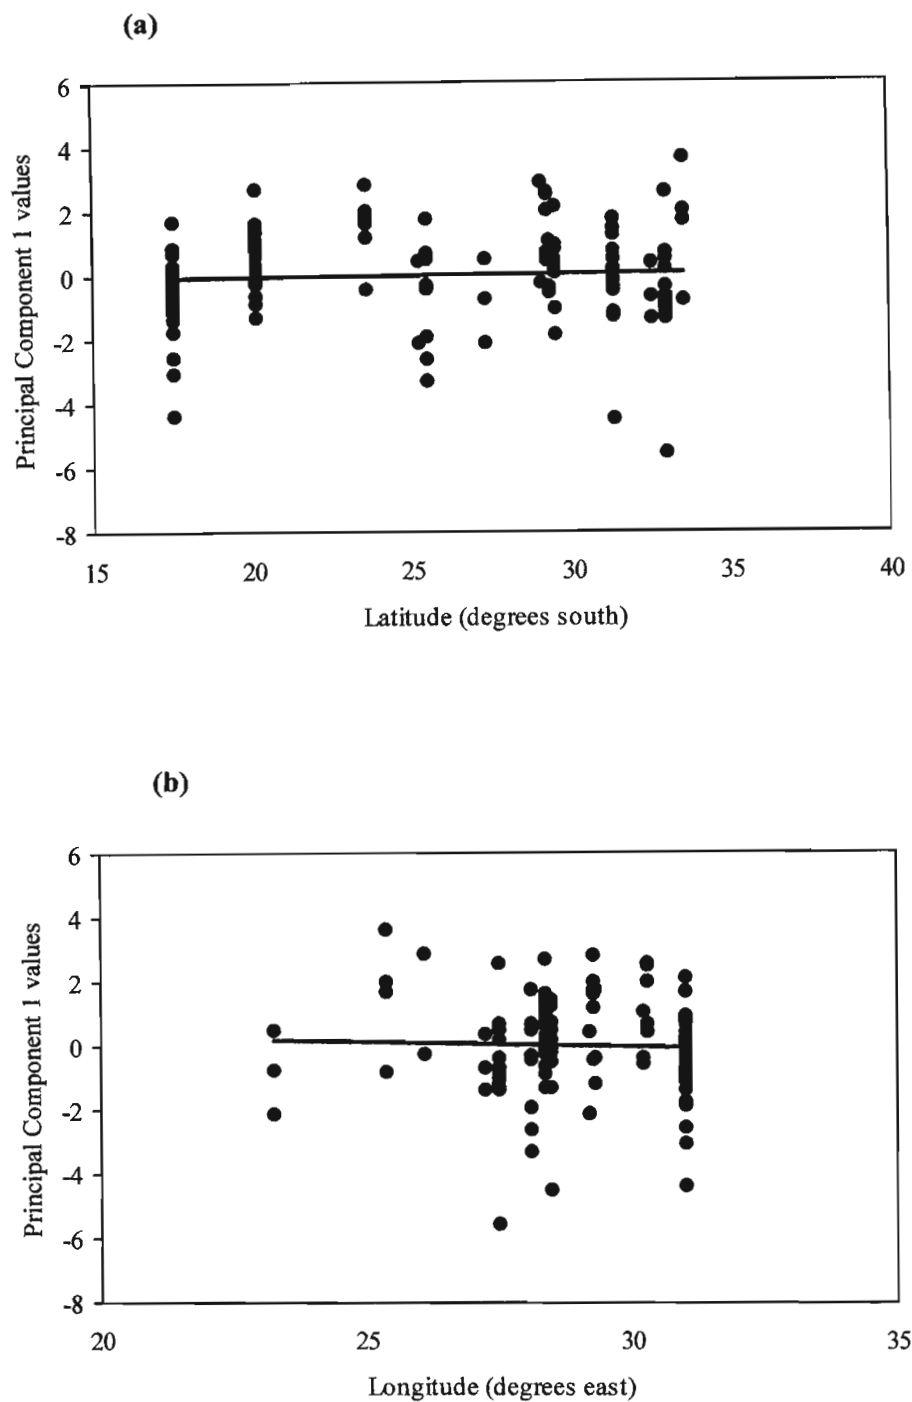 (a)
6
4
2
0
-2
-4
-6
-8
Principal Component 1 values
15 20 25 30 35 40
Latitude (degrees south)
(b)
6
4
2
0
-2
-4
-6
-8
Principal Component 1 values
20 25 30 35
Longitude (degrees east)